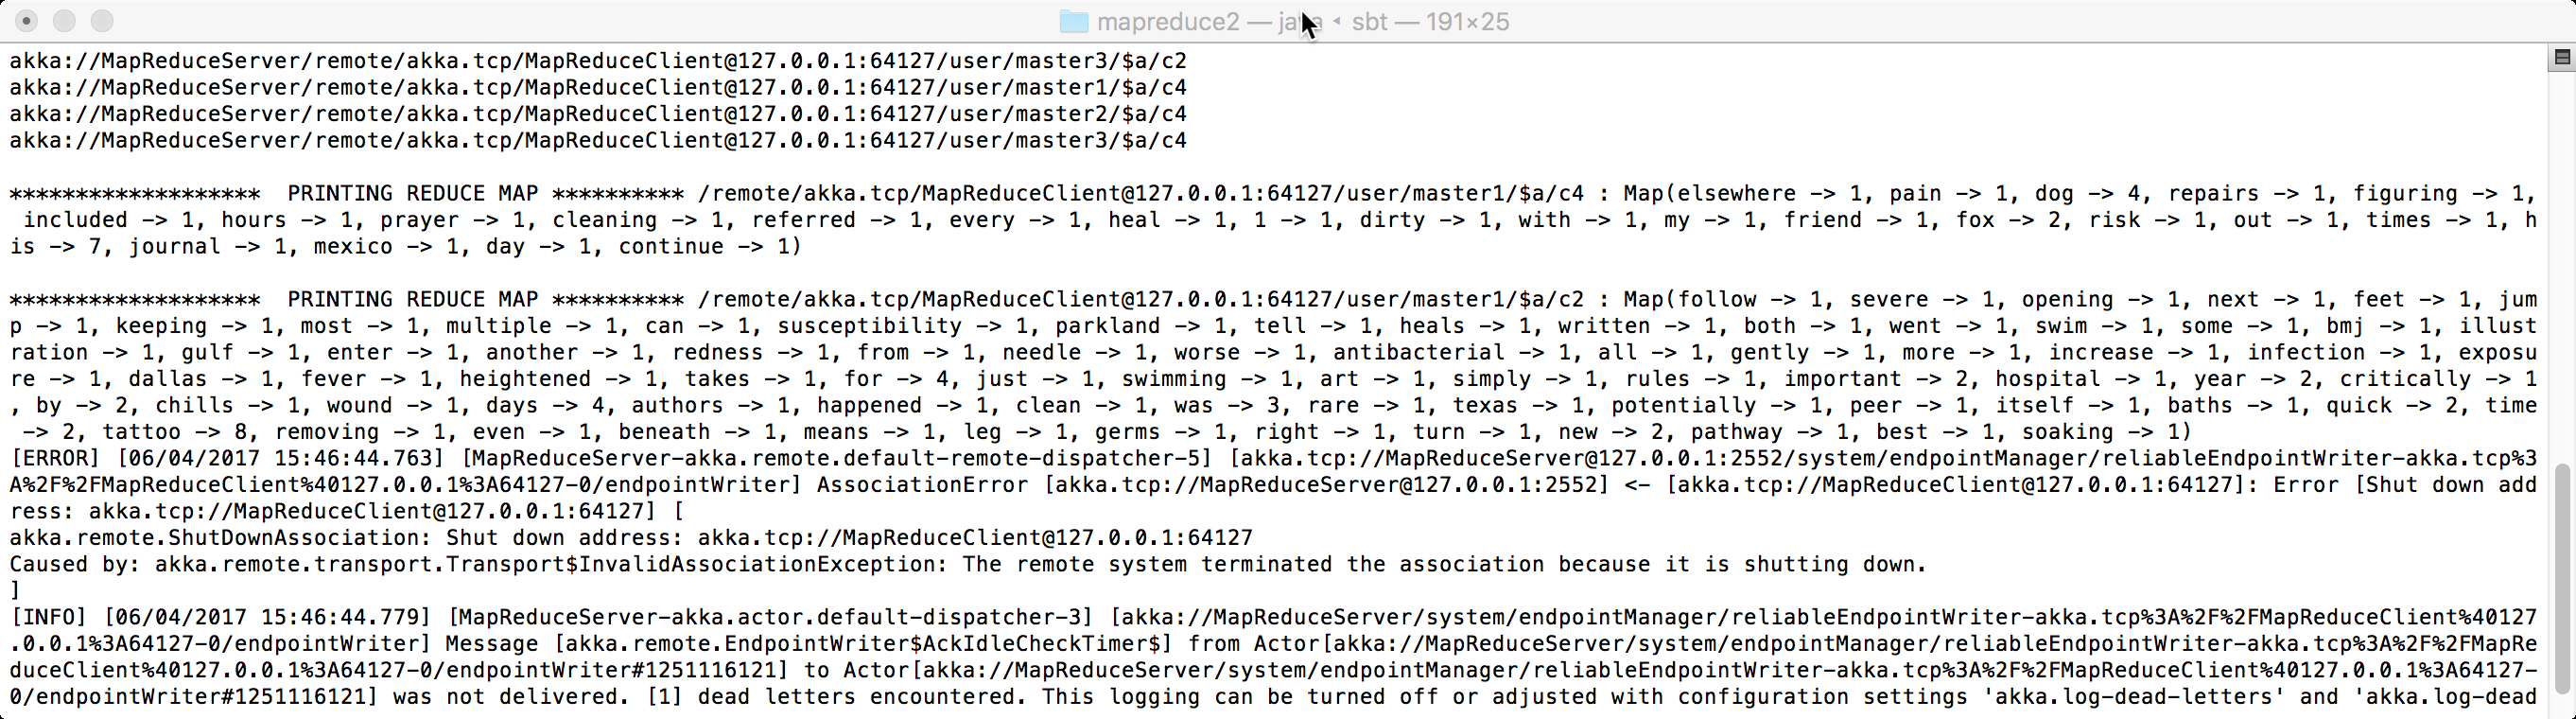 mapreduce2 — java ◂ sbt — 191×25
akka://MapReduceServer/remote/akka.tcp/MapReduceClient@127.0.0.1:64127/user/master3/$a/c2
akka://MapReduceServer/remote/akka.tcp/MapReduceClient@127.0.0.1:64127/user/master1/$a/c4
akka://MapReduceServer/remote/akka.tcp/MapReduceClient@127.0.0.1:64127/user/master2/$a/c4
akka://MapReduceServer/remote/akka.tcp/MapReduceClient@127.0.0.1:64127/user/master3/$a/c4
*******************  PRINTING REDUCE MAP ********** /remote/akka.tcp/MapReduceClient@127.0.0.1:64127/user/master1/$a/c4 : Map(elsewhere -> 1, pain -> 1, dog -> 4, repairs -> 1, figuring -> 1,
 included -> 1, hours -> 1, prayer -> 1, cleaning -> 1, referred -> 1, every -> 1, heal -> 1, 1 -> 1, dirty -> 1, with -> 1, my -> 1, friend -> 1, fox -> 2, risk -> 1, out -> 1, times -> 1, h
is -> 7, journal -> 1, mexico -> 1, day -> 1, continue -> 1)
*******************  PRINTING REDUCE MAP ********** /remote/akka.tcp/MapReduceClient@127.0.0.1:64127/user/master1/$a/c2 : Map(follow -> 1, severe -> 1, opening -> 1, next -> 1, feet -> 1, jum
p -> 1, keeping -> 1, most -> 1, multiple -> 1, can -> 1, susceptibility -> 1, parkland -> 1, tell -> 1, heals -> 1, written -> 1, both -> 1, went -> 1, swim -> 1, some -> 1, bmj -> 1, illust
ration -> 1, gulf -> 1, enter -> 1, another -> 1, redness -> 1, from -> 1, needle -> 1, worse -> 1, antibacterial -> 1, all -> 1, gently -> 1, more -> 1, increase -> 1, infection -> 1, exposu
re -> 1, dallas -> 1, fever -> 1, heightened -> 1, takes -> 1, for -> 4, just -> 1, swimming -> 1, art -> 1, simply -> 1, rules -> 1, important -> 2, hospital -> 1, year -> 2, critically -> 1
, by -> 2, chills -> 1, wound -> 1, days -> 4, authors -> 1, happened -> 1, clean -> 1, was -> 3, rare -> 1, texas -> 1, potentially -> 1, peer -> 1, itself -> 1, baths -> 1, quick -> 2, time
 -> 2, tattoo -> 8, removing -> 1, even -> 1, beneath -> 1, means -> 1, leg -> 1, germs -> 1, right -> 1, turn -> 1, new -> 2, pathway -> 1, best -> 1, soaking -> 1)
[ERROR] [06/04/2017 15:46:44.763] [MapReduceServer-akka.remote.default-remote-dispatcher-5] [akka.tcp://MapReduceServer@127.0.0.1:2552/system/endpointManager/reliableEndpointWriter-akka.tcp%3
A%2F%2FMapReduceClient%40127.0.0.1%3A64127-0/endpointWriter] AssociationError [akka.tcp://MapReduceServer@127.0.0.1:2552] <- [akka.tcp://MapReduceClient@127.0.0.1:64127]: Error [Shut down add
ress: akka.tcp://MapReduceClient@127.0.0.1:64127] [
akka.remote.ShutDownAssociation: Shut down address: akka.tcp://MapReduceClient@127.0.0.1:64127
Caused by: akka.remote.transport.Transport$InvalidAssociationException: The remote system terminated the association because it is shutting down.
]
[INFO] [06/04/2017 15:46:44.779] [MapReduceServer-akka.actor.default-dispatcher-3] [akka://MapReduceServer/system/endpointManager/reliableEndpointWriter-akka.tcp%3A%2F%2FMapReduceClient%40127
.0.0.1%3A64127-0/endpointWriter] Message [akka.remote.EndpointWriter$AckIdleCheckTimer$] from Actor[akka://MapReduceServer/system/endpointManager/reliableEndpointWriter-akka.tcp%3A%2F%2FMapRe
duceClient%40127.0.0.1%3A64127-0/endpointWriter#1251116121] to Actor[akka://MapReduceServer/system/endpointManager/reliableEndpointWriter-akka.tcp%3A%2F%2FMapReduceClient%40127.0.0.1%3A64127-
0/endpointWriter#1251116121] was not delivered. [1] dead letters encountered. This logging can be turned off or adjusted with configuration settings 'akka.log-dead-letters' and 'akka.log-dead